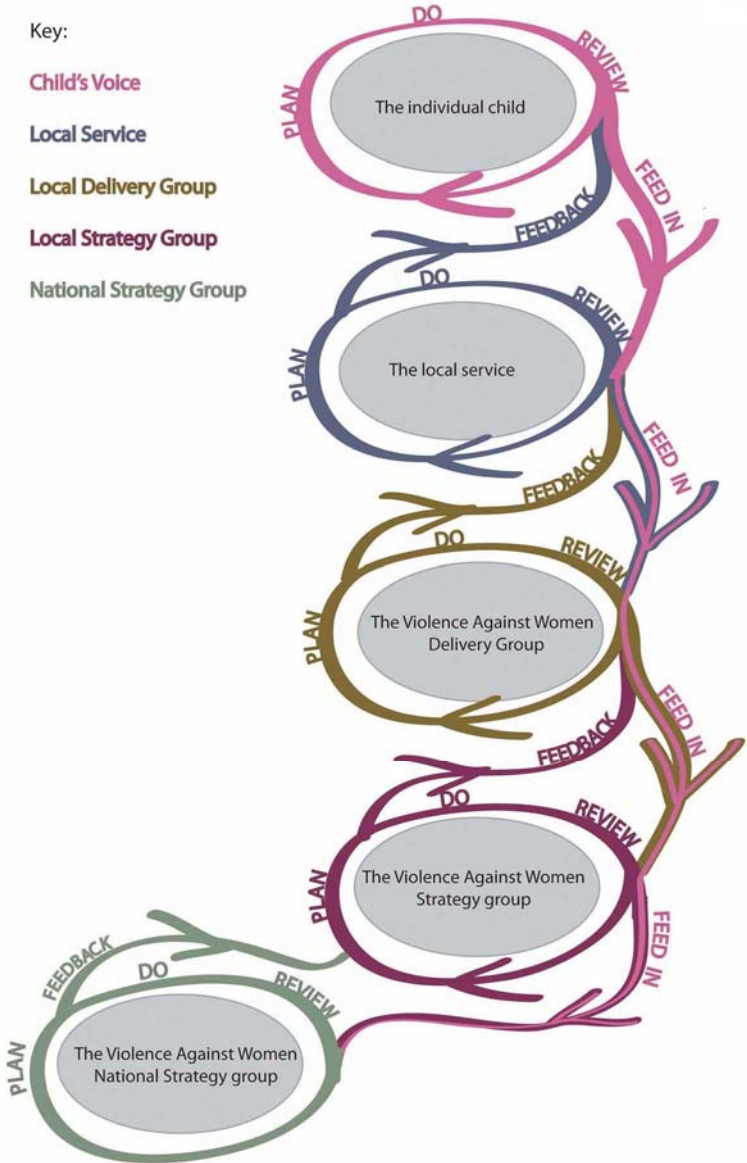 Key:
Child's Voice
Local Service
Local Delivery Group
Local Strategy Group
National Strategy Group
DO
REVIEW
PLAN
The individual child
FEED IN
FEEDBACK
DO
REVIEW
PLAN
The local service
FEED IN
FEEDBACK
DO
REVIEW
PLAN
The Violence Against Women
Delivery Group
FEED IN
FEEDBACK
DO
REVIEW
PLAN
The Violence Against Women
Strategy group
FEED IN
FEEDBACK
DO
REVIEW
PLAN
The Violence Against Women
National Strategy group